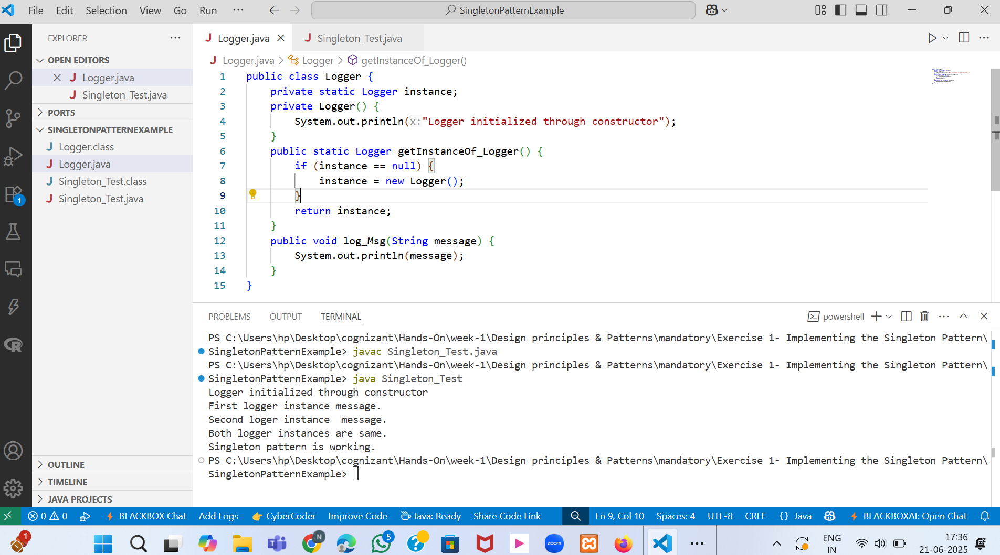 File Edit Selection View Go Run ... SingletonPatternExample
EXPLORER ...
OPEN EDITORS
Logger.java
Singleton_Test.java
PORTS
SINGLETONPATTERNEXAMPLE
Logger.class
Logger.java
Singleton_Test.class
Singleton_Test.java
OUTLINE
TIMELINE
JAVA PROJECTS
1
Logger.java Singleton_Test.java
Logger.java > Logger > getInstanceOf_Logger()
1 public class Logger {
2     private static Logger instance;
3     private Logger() {
4         System.out.println(x:"Logger initialized through constructor");
5     }
6     public static Logger getInstanceOf_Logger() {
7         if (instance == null) {
8             instance = new Logger();
9         }
10         return instance;
11     }
12     public void log_Msg(String message) {
13         System.out.println(message);
14     }
15 }
PROBLEMS OUTPUT TERMINAL powershell
PS C:\Users\hp\Desktop\cognizant\Hands-On\week-1\Design principles & Patterns\mandatory\Exercise 1- Implementing the Singleton Pattern\
SingletonPatternExample> javac Singleton_Test.java
PS C:\Users\hp\Desktop\cognizant\Hands-On\week-1\Design principles & Patterns\mandatory\Exercise 1- Implementing the Singleton Pattern\
SingletonPatternExample> java Singleton_Test
Logger initialized through constructor
First logger instance message.
Second loger instance  message.
Both logger instances are same.
Singleton pattern is working.
PS C:\Users\hp\Desktop\cognizant\Hands-On\week-1\Design principles & Patterns\mandatory\Exercise 1- Implementing the Singleton Pattern\
SingletonPatternExample>
0 0 BLACKBOX Chat Add Logs CyberCoder Improve Code Java: Ready Share Code Link Ln 9, Col 10 Spaces: 4 UTF-8 CRLF {} Java BLACKBOXAI: Open Chat
1 N 5 zoom ENG IN 17:36
21-06-2025